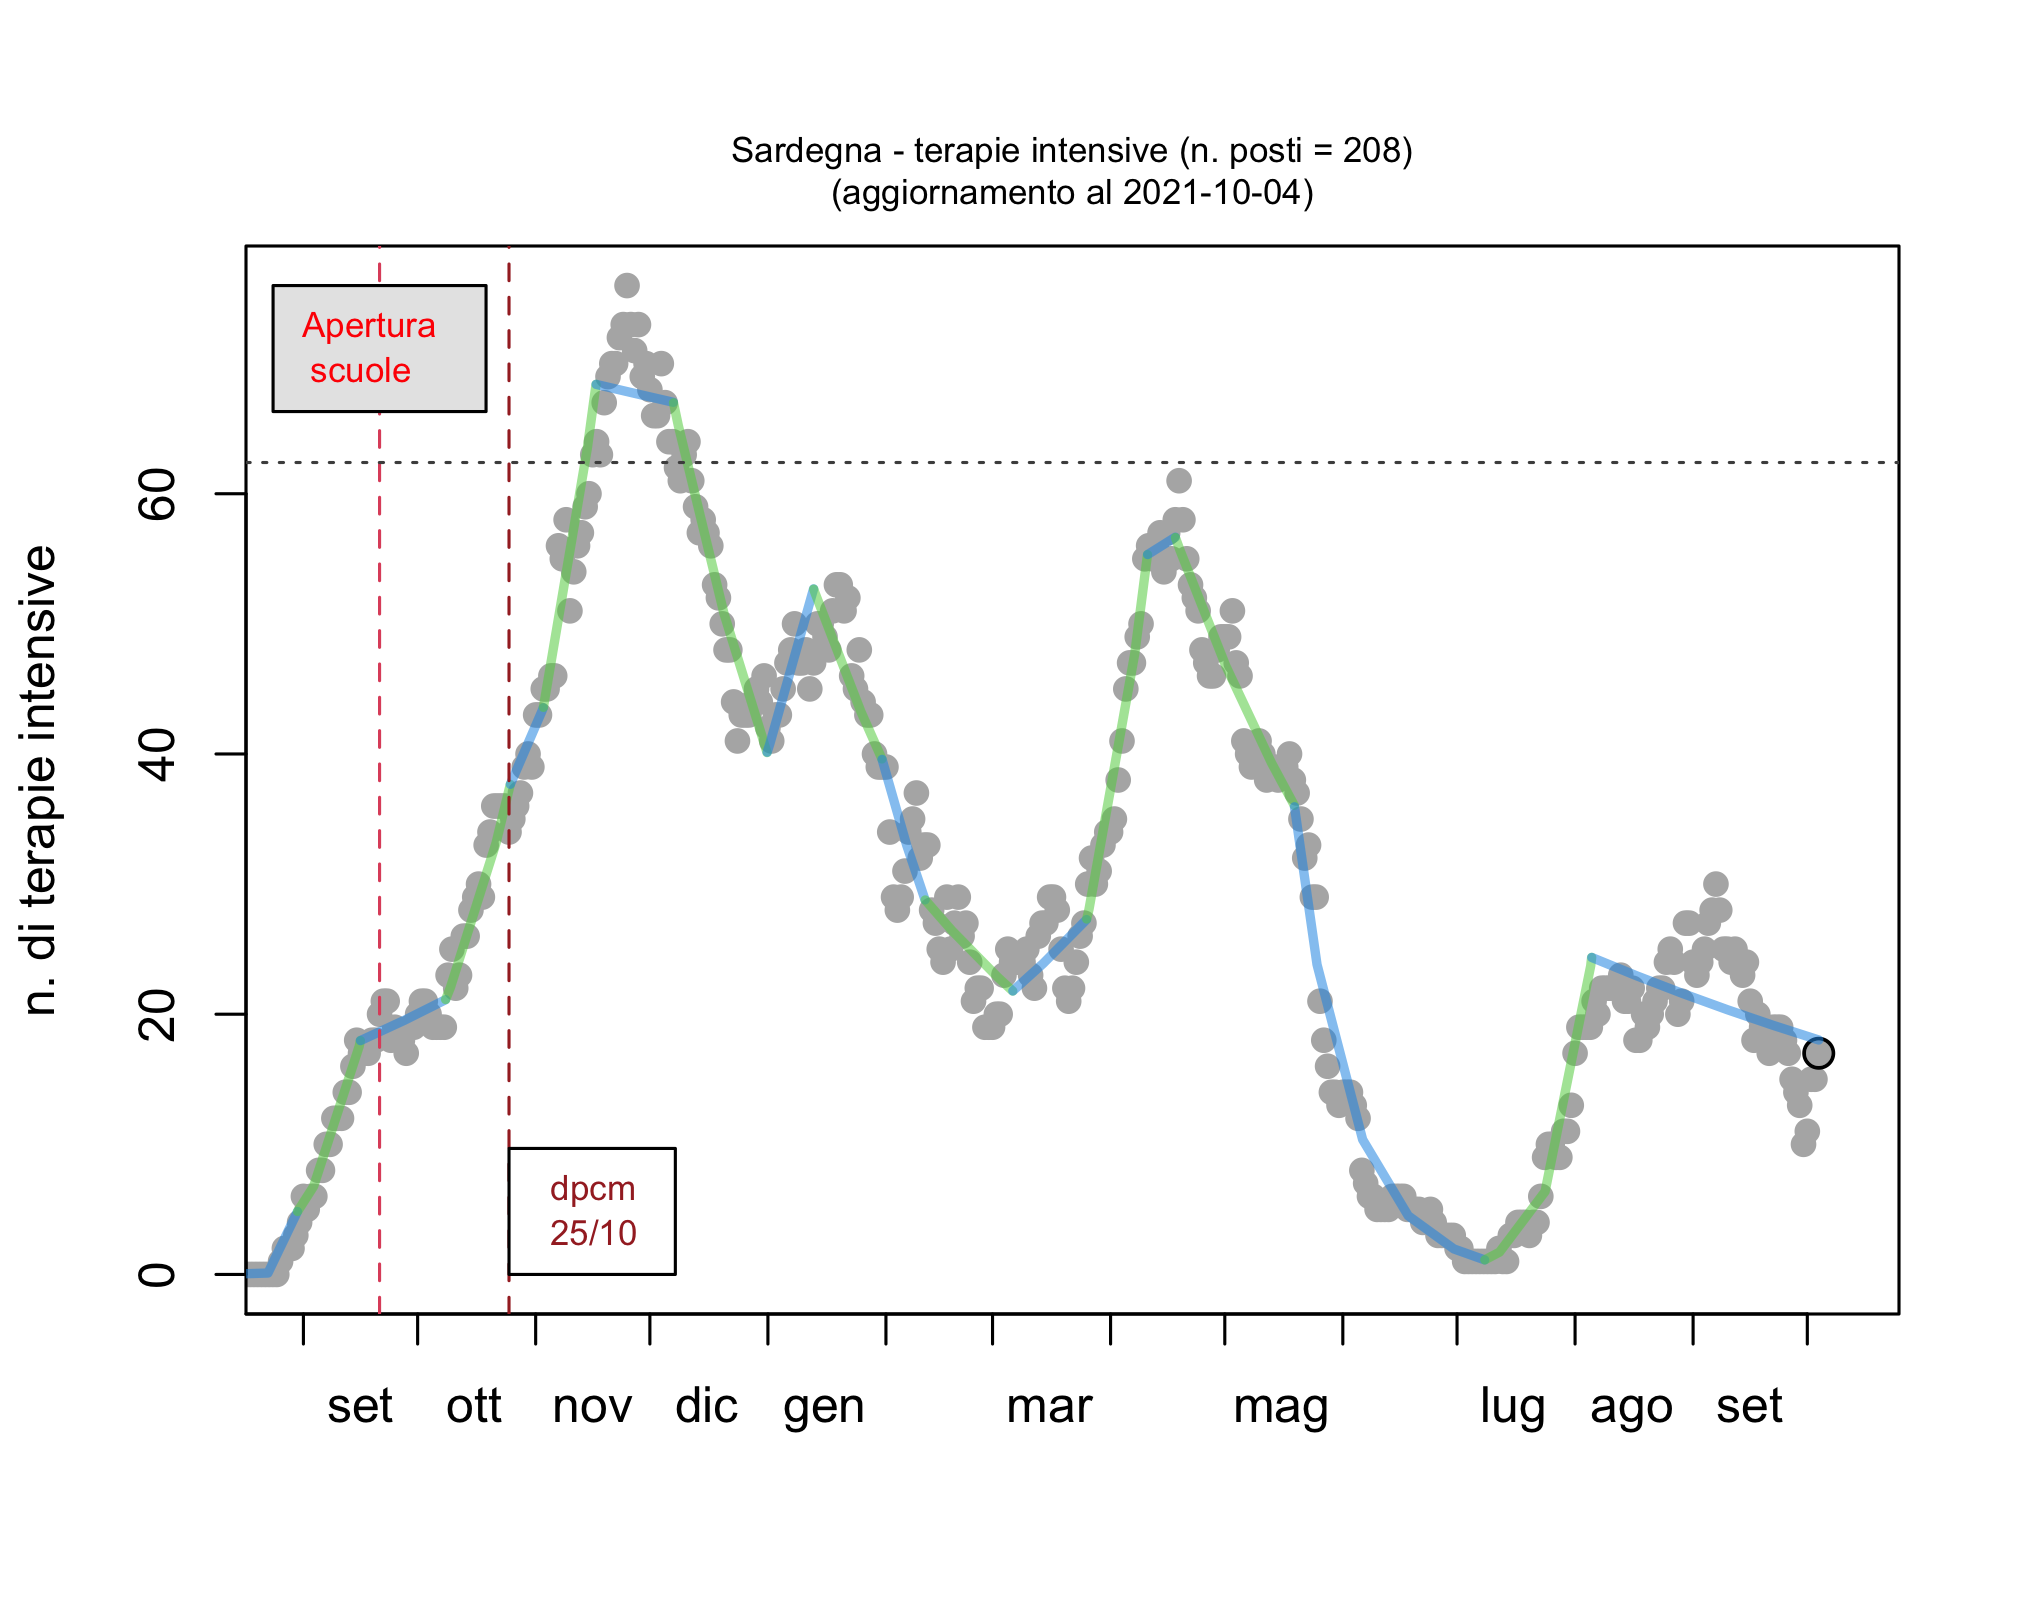 Sardegna - terapie intensive (n. posti = 208)
(aggiornamento al 2021-10-04)
Apertura
scuole
n. di terapie intensive
60
40
20
0
dpcm
25/10
set ott nov dic gen mar mag lug ago set